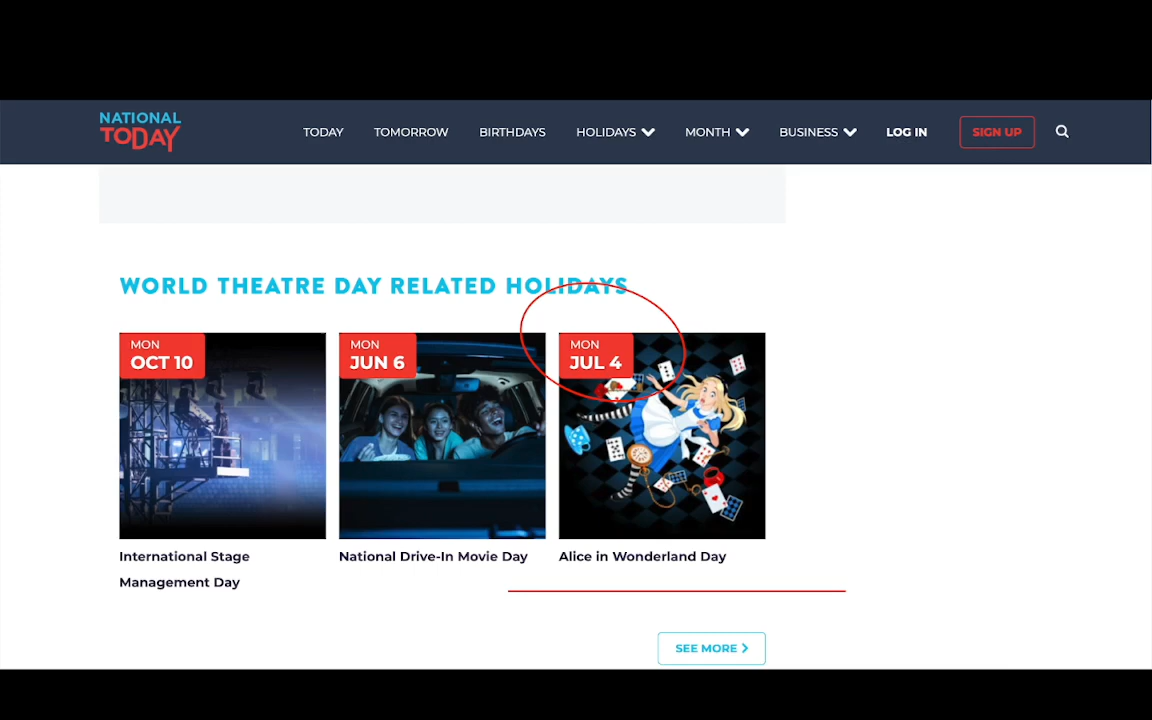 NATIONAL
TODAY
TODAY TOMORROW BIRTHDAYS HOLIDAYS MONTH BUSINESS LOG IN SIGN UP
WORLD THEATRE DAY RELATED HOLIDAYS
MON
OCT 10
MON
JUN 6
MON
JUL 4
International Stage
Management Day
National Drive-In Movie Day
Alice in Wonderland Day
SEE MORE